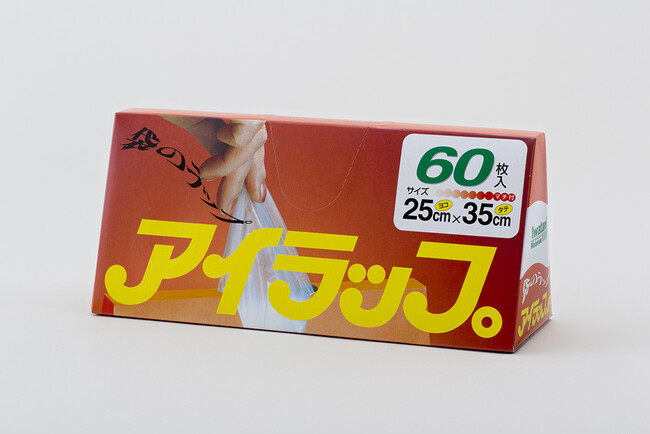 袋のラップ。
60枚入
サイズ マチ付
ヨコ タテ
25cm×35cm
アイラップ。
Iwatani
袋のラップ
アイラップ。